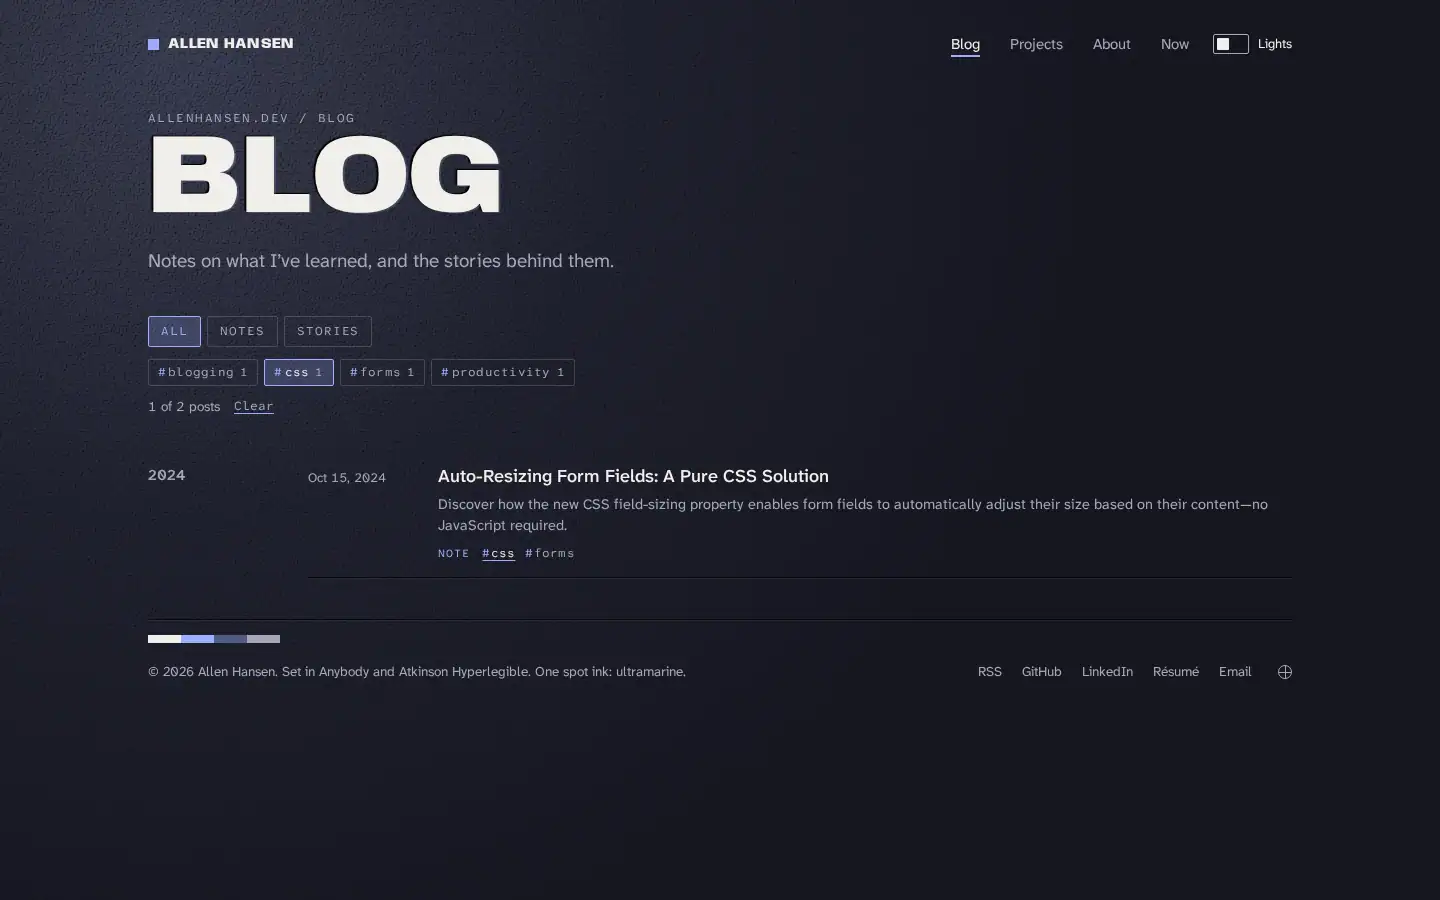 ALLEN HANSEN
Blog Projects About Now Lights
ALLENHANSEN.DEV / BLOG
BLOG
Notes on what I’ve learned, and the stories behind them.
ALL NOTES STORIES
#blogging 1 #css 1 #forms 1 #productivity 1
1 of 2 posts Clear
2024 Oct 15, 2024 Auto-Resizing Form Fields: A Pure CSS Solution
Discover how the new CSS field-sizing property enables form fields to automatically adjust their size based on their content—no
JavaScript required.
NOTE #css #forms
© 2026 Allen Hansen. Set in Anybody and Atkinson Hyperlegible. One spot ink: ultramarine. RSS GitHub LinkedIn Résumé Email